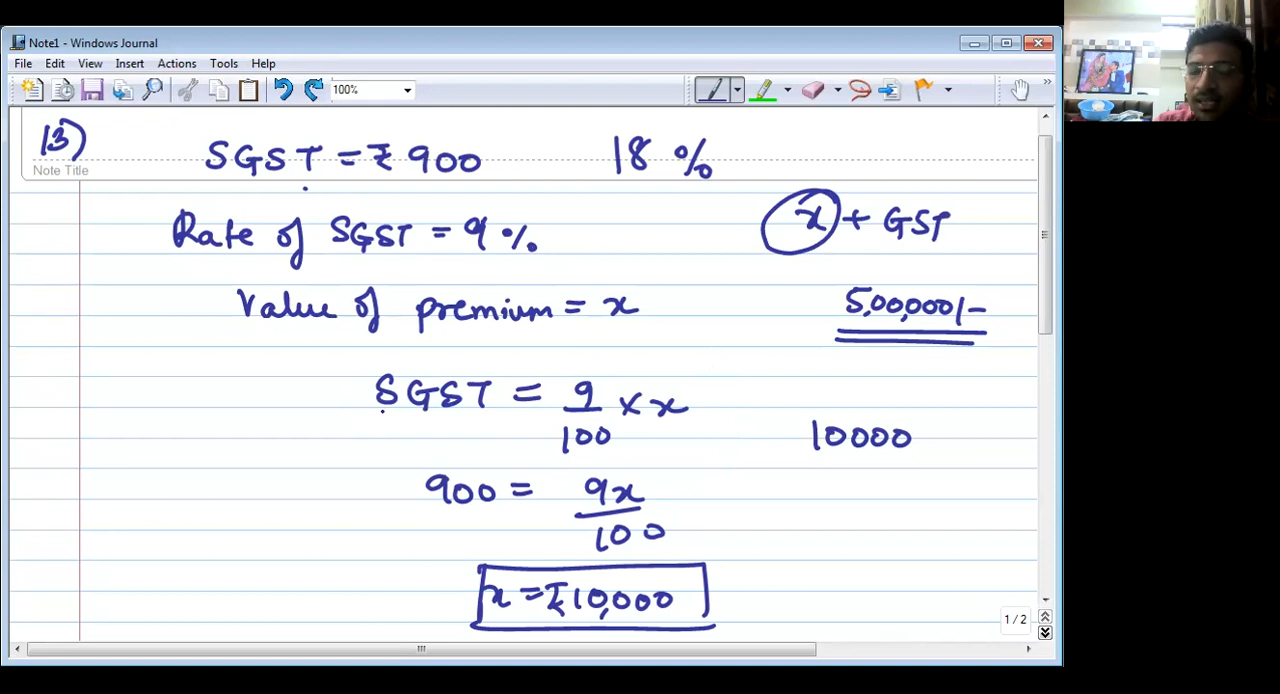 Note1 - Windows Journal
File Edit View Insert Actions Tools Help
100%
13)
Note Title
SGST = ₹ 900
18 %
Rate of SGST = 9 %
x + GST
Value of premium = x
5,00,000/-
SGST = 9/100 × x
10000
900 = 9x/100
x = ₹ 10,000
1 / 2